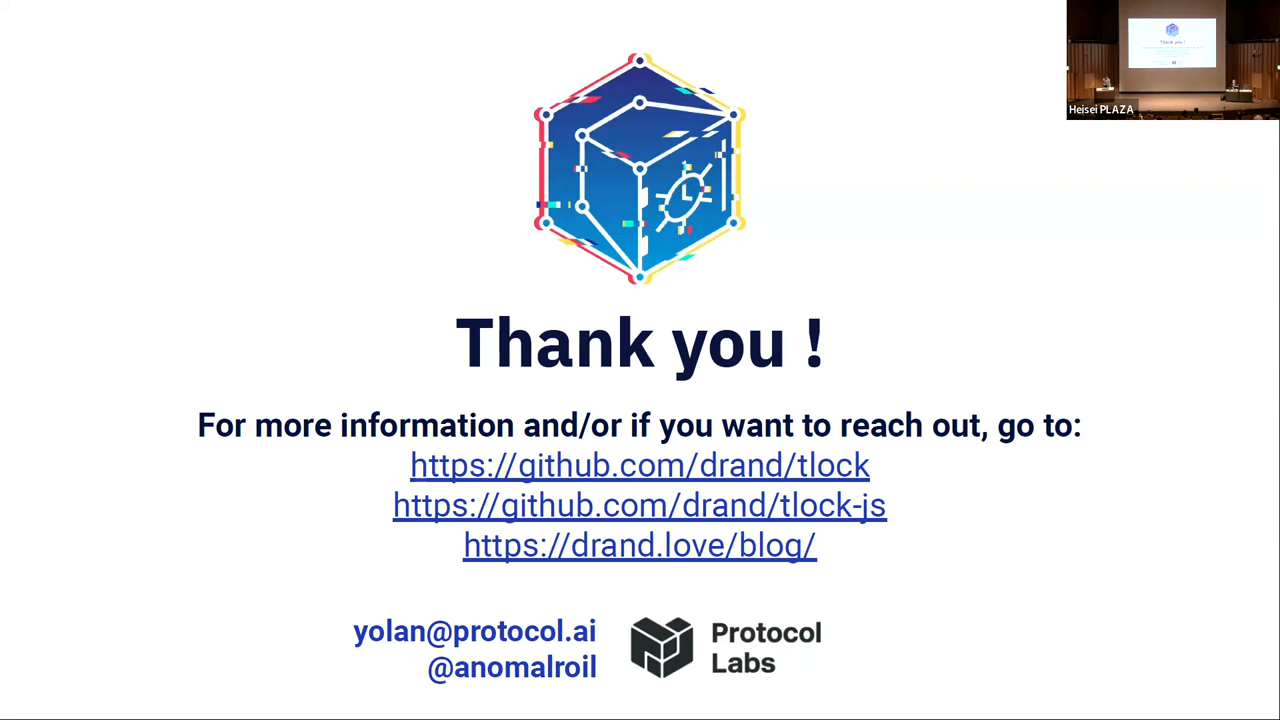 Heisei PLAZA
Thank you !
For more information and/or if you want to reach out, go to:
https://github.com/drand/tlock
https://github.com/drand/tlock-js
https://drand.love/blog/
yolan@protocol.ai
@anomalroil
Protocol
Labs